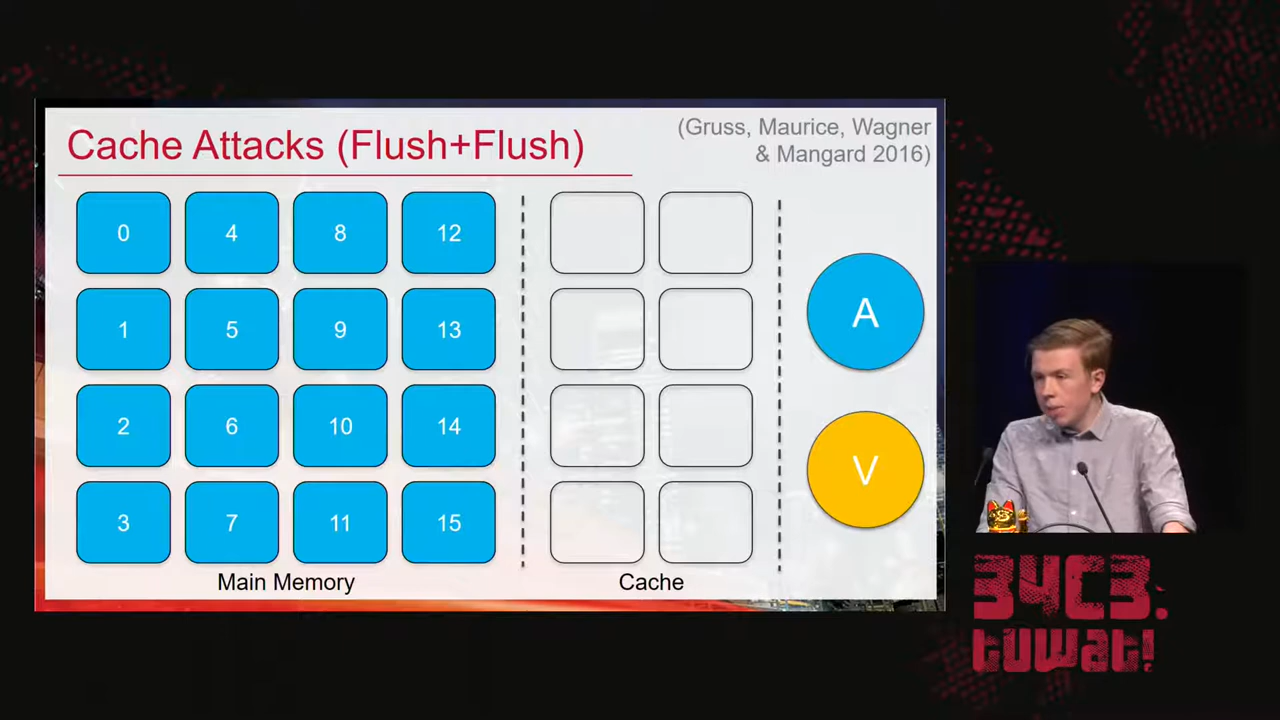 Cache Attacks (Flush+Flush)
(Gruss, Maurice, Wagner
& Mangard 2016)
0 4 8 12
1 5 9 13
2 6 10 14
3 7 11 15
Main Memory
Cache
A
V
34C3.
tuwat!